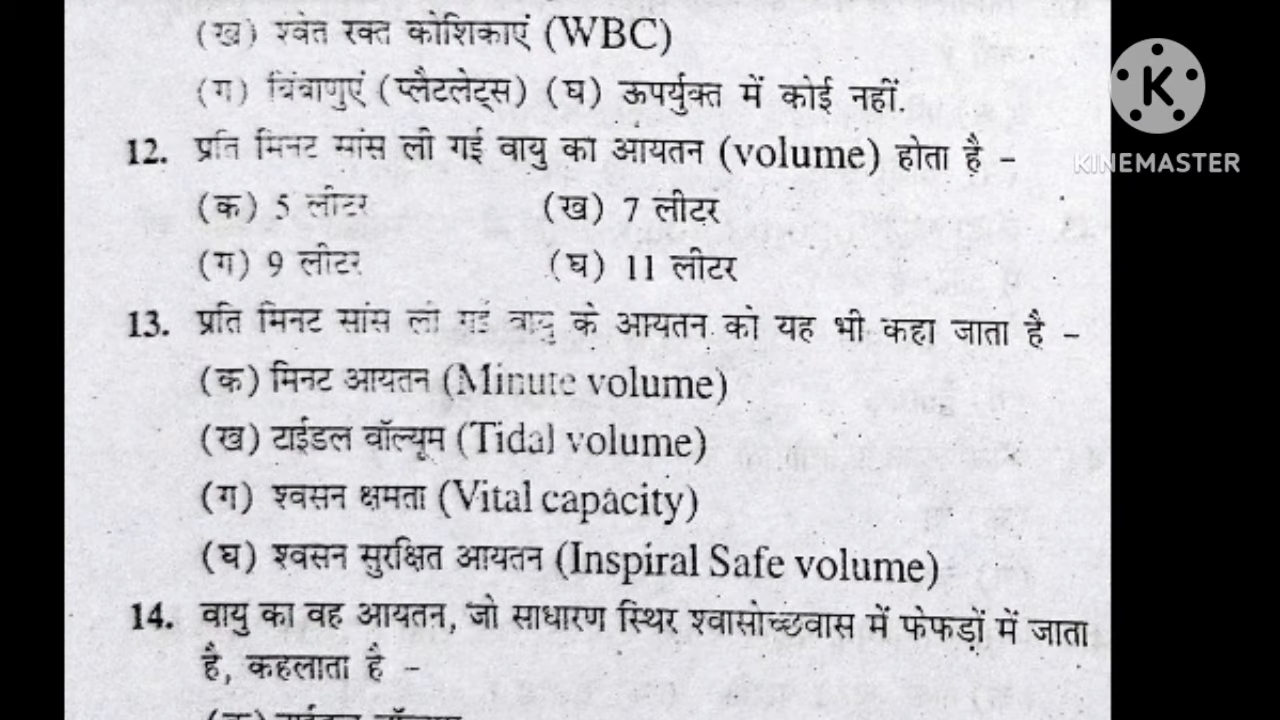 (ख) श्वेत रक्त कोशिकाएं (WBC)
(ग) विंवाणुएं (प्लैटलेट्स) (घ) ऊपर्युक्त में कोई नहीं.
12. प्रति मिनट सांस ली गई वायु का आयतन (volume) होता है -
(क) 5 लीटर (ख) 7 लीटर
(ग) 9 लीटर (घ) 11 लीटर
13. प्रति मिनट सांस ली गई वायु के आयतन को यह भी कहा जाता है -
(क) मिनट आयतन (Minute volume)
(ख) टाईडल वॉल्यूम (Tidal volume)
(ग) श्वसन क्षमता (Vital capacity)
(घ) श्वसन सुरक्षित आयतन (Inspiral Safe volume)
14. वायु का वह आयतन, जो साधारण स्थिर श्वासोच्छवास में फेफड़ों में जाता
है, कहलाता है -
K
KINEMASTER